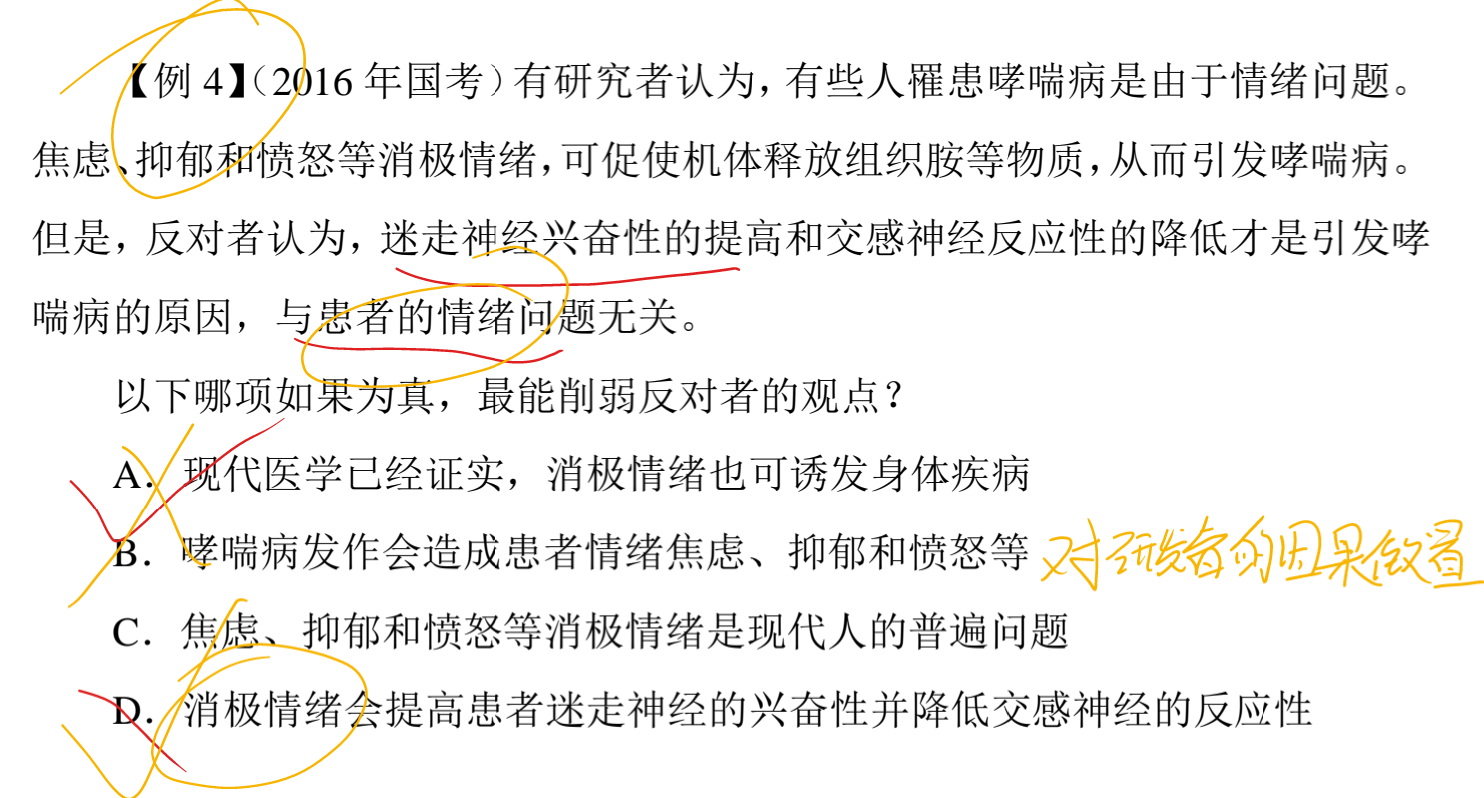 【例 4】（2016 年国考）有研究者认为，有些人罹患哮喘病是由于情绪问题。
焦虑、抑郁和愤怒等消极情绪，可促使机体释放组织胺等物质，从而引发哮喘病。
但是，反对者认为，迷走神经兴奋性的提高和交感神经反应性的降低才是引发哮
喘病的原因，与患者的情绪问题无关。
以下哪项如果为真，最能削弱反对者的观点？
A．现代医学已经证实，消极情绪也可诱发身体疾病
B．哮喘病发作会造成患者情绪焦虑、抑郁和愤怒等 对研究者的因果倒置
C．焦虑、抑郁和愤怒等消极情绪是现代人的普遍问题
D．消极情绪会提高患者迷走神经的兴奋性并降低交感神经的反应性